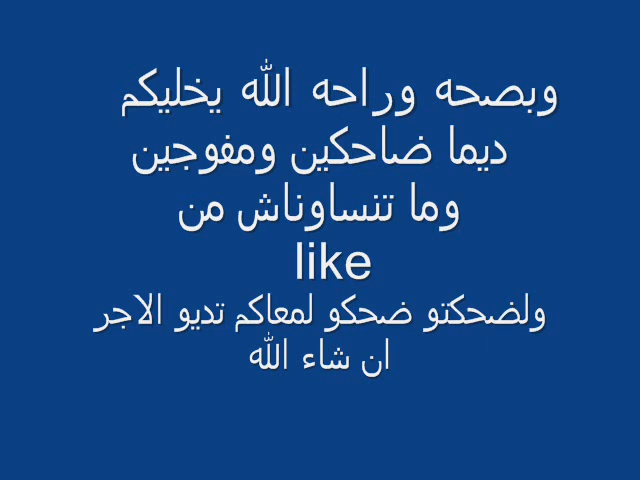 وبصحه وراحه الله يخليكم
ديما ضاحكين ومفوجين
وما تنساوناش من
like
ولضحكتو ضحكو لمعاكم تديو الاجر
ان شاء الله